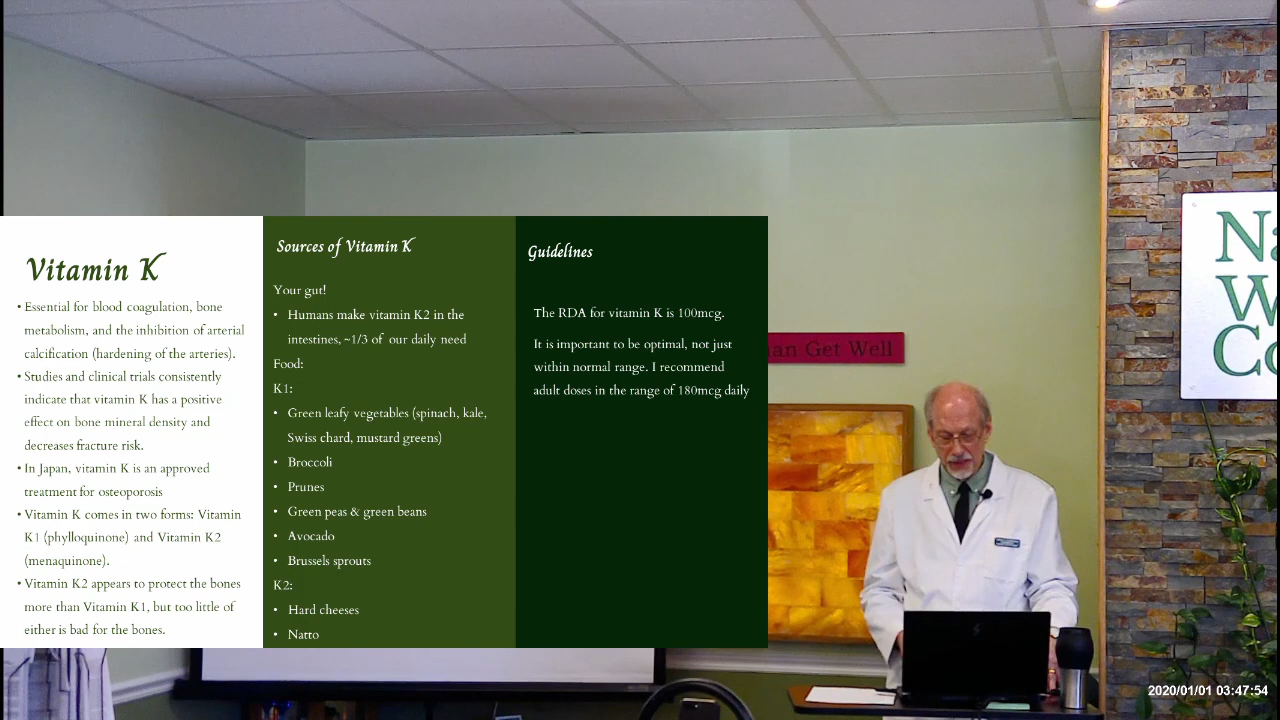 Vitamin K
• Essential for blood coagulation, bone
metabolism, and the inhibition of arterial
calcification (hardening of the arteries).
• Studies and clinical trials consistently
indicate that vitamin K has a positive
effect on bone mineral density and
decreases fracture risk.
• In Japan, vitamin K is an approved
treatment for osteoporosis
• Vitamin K comes in two forms: Vitamin
K1 (phylloquinone) and Vitamin K2
(menaquinone).
• Vitamin K2 appears to protect the bones
more than Vitamin K1, but too little of
either is bad for the bones.
Sources of Vitamin K
Your gut!
• Humans make vitamin K2 in the
intestines, ~1/3 of our daily need
Food:
K1:
• Green leafy vegetables (spinach, kale,
Swiss chard, mustard greens)
• Broccoli
• Prunes
• Green peas & green beans
• Avocado
• Brussels sprouts
K2:
• Hard cheeses
• Natto
Guidelines
The RDA for vitamin K is 100mcg.
It is important to be optimal, not just
within normal range. I recommend
adult doses in the range of 180mcg daily
an Get Well
Na
W
Co
2020/01/01 03:47:54